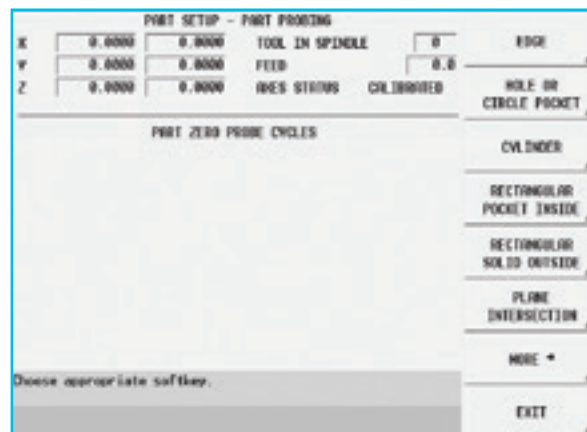 PART SETUP - PART PROBING
X 0.0000 0.0000 TOOL IN SPINDLE 0
Y 0.0000 0.0000 FEED 0.0
Z 0.0000 0.0000 AXES STATUS CALIBRATED
PART ZERO PROBE CYCLES
EDGE
HOLE OR
CIRCLE POCKET
CYLINDER
RECTANGULAR
POCKET INSIDE
RECTANGULAR
SOLID OUTSIDE
PLANE
INTERSECTION
MORE
EXIT
Choose appropriate softkey.